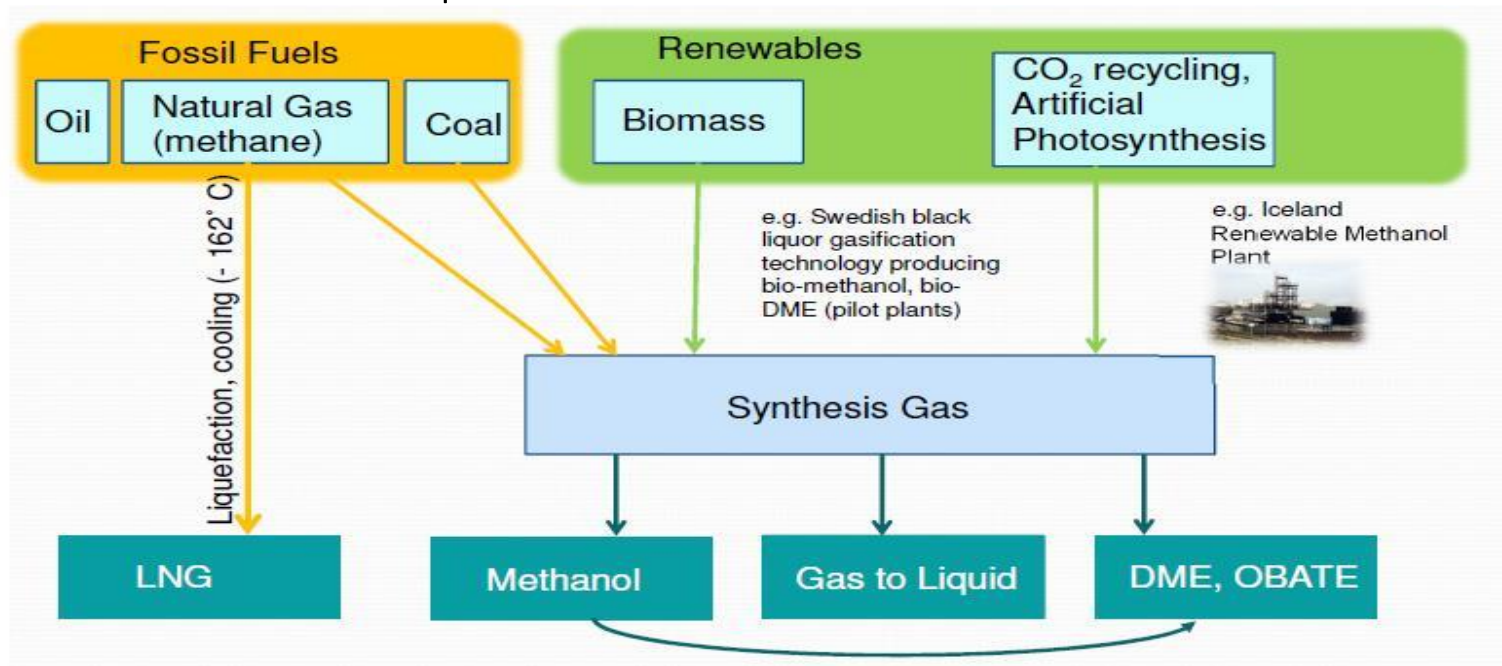 Fossil Fuels
Oil
Natural Gas
(methane)
Coal
Renewables
Biomass
CO₂ recycling,
Artificial
Photosynthesis
Liquefaction, cooling (- 162° C)
e.g. Swedish black
liquor gasification
technology producing
bio-methanol, bio-
DME (pilot plants)
e.g. Iceland
Renewable Methanol
Plant
Synthesis Gas
LNG
Methanol
Gas to Liquid
DME, OBATE